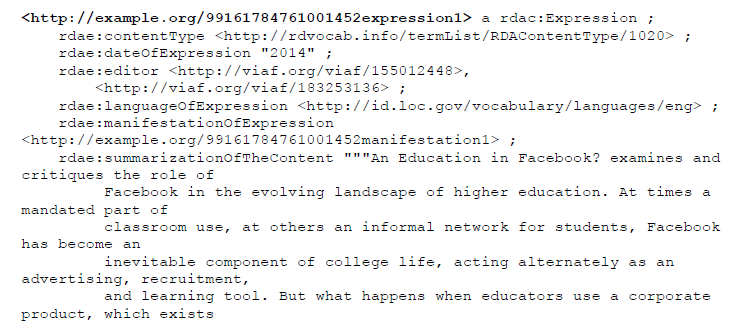 <http://example.org/99161784761001452expression1> a rdac:Expression ;
rdae:contentType <http://rdvocab.info/termList/RDAContentType/1020> ;
rdae:dateOfExpression "2014" ;
rdae:editor <http://viaf.org/viaf/155012448>,
<http://viaf.org/viaf/183253136> ;
rdae:languageOfExpression <http://id.loc.gov/vocabulary/languages/eng> ;
rdae:manifestationOfExpression
<http://example.org/99161784761001452manifestation1> ;
rdae:summarizationOfTheContent """An Education in Facebook? examines and
critiques the role of
Facebook in the evolving landscape of higher education. At times a
mandated part of
classroom use, at others an informal network for students, Facebook
has become an
inevitable component of college life, acting alternately as an
advertising, recruitment,
and learning tool. But what happens when educators use a corporate
product, which exists